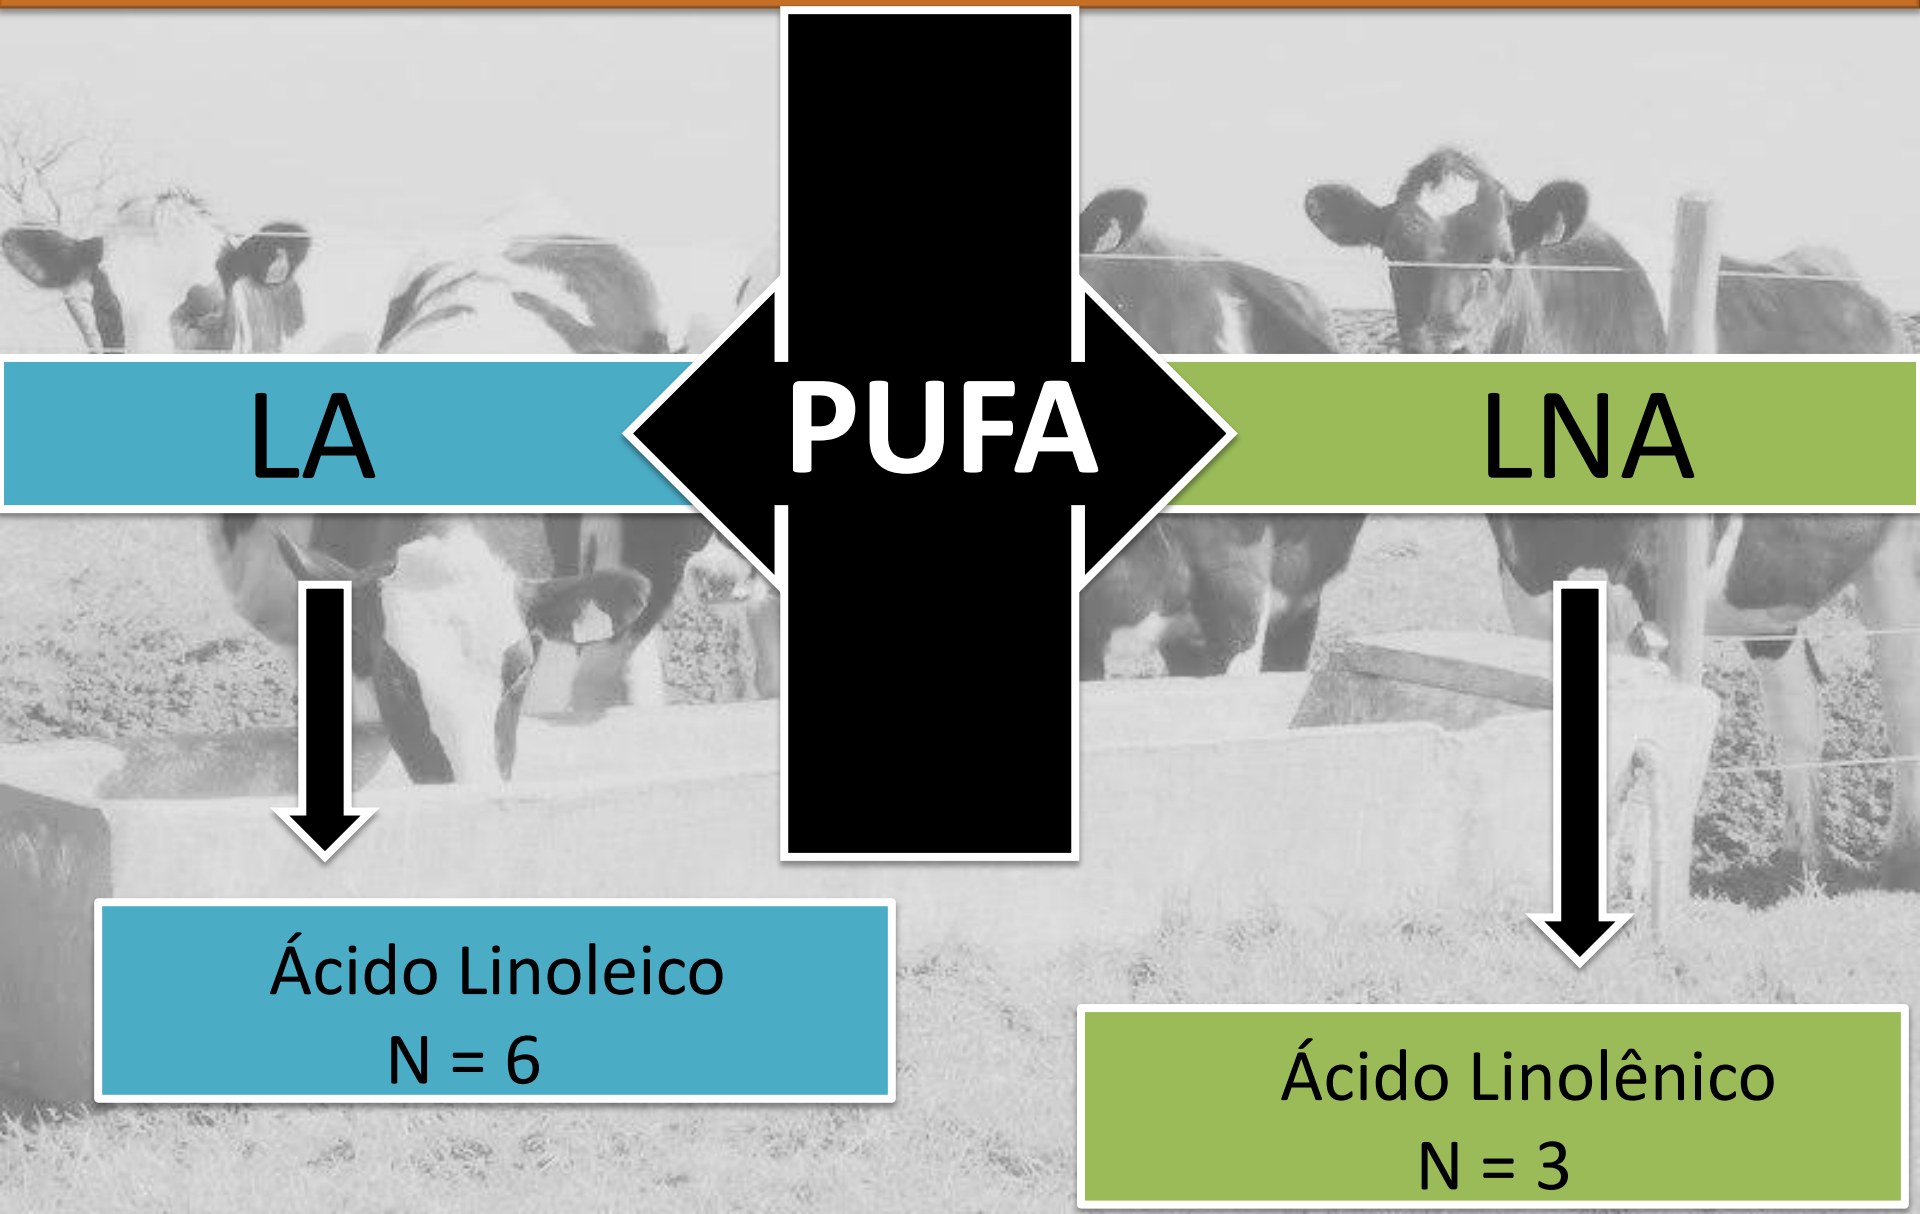 LA
PUFA
LNA
Ácido Linoleico
N = 6
Ácido Linolênico
N = 3